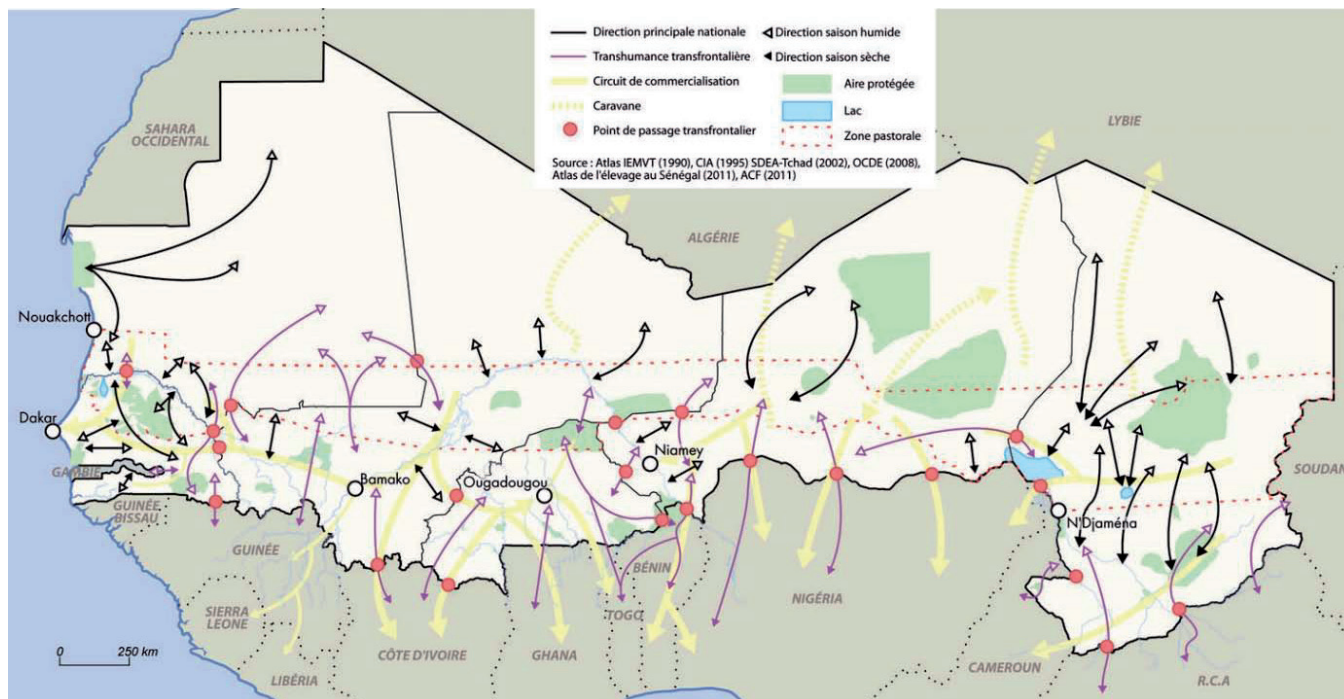 Direction principale nationale
Transhumance transfrontalière
Circuit de commercialisation
Caravane
Point de passage transfrontalier
Direction saison humide
Direction saison sèche
Aire protégée
Lac
Zone pastorale
Source : Atlas IEMVT (1990), CIA (1995) SDEA-Tchad (2002), OCDE (2008),
Atlas de l'élevage au Sénégal (2011), ACF (2011)
SAHARA
OCCIDENTAL
LYBIE
ALGÉRIE
Nouakchott
Dakar
GAMBIE
GUINÉE
BISSAU
Bamako
Ougadougou
Niamey
N'Djaména
SOUDAN
GUINÉE
SIERRA
LEONE
LIBÉRIA
CÔTE D'IVOIRE
GHANA
TOGO
BÉNIN
NIGÉRIA
CAMEROUN
R.C.A
0 250 km